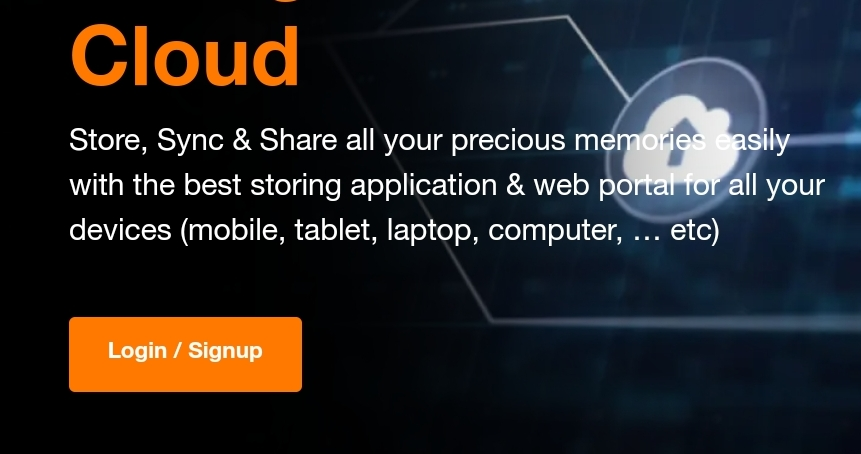 Cloud
Store, Sync & Share all your precious memories easily
with the best storing application & web portal for all your
devices (mobile, tablet, laptop, computer, … etc)
Login / Signup